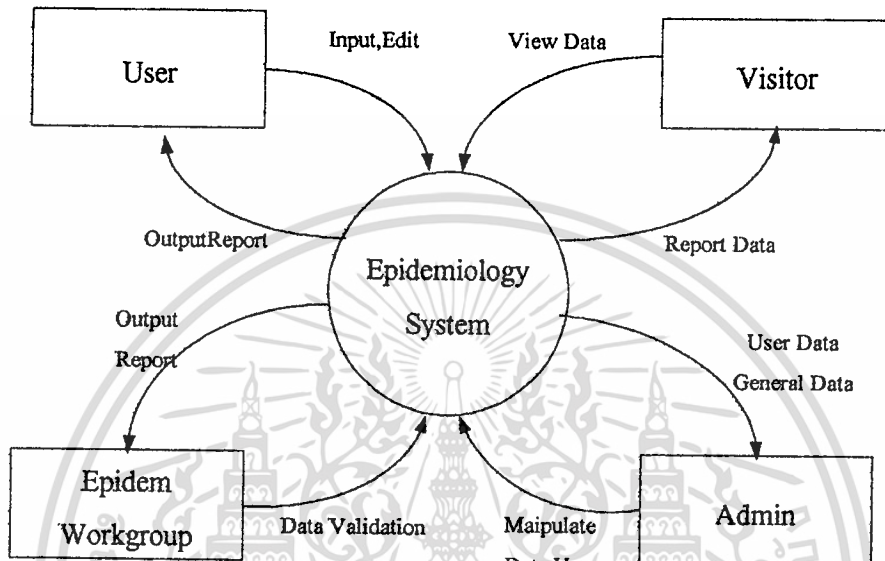 Input,Edit
View Data
User
Visitor
OutputReport
Report Data
Epidemiology
System
Output
Report
User Data
General Data
Epidem
Workgroup
Data Validation
Maipulate
Admin